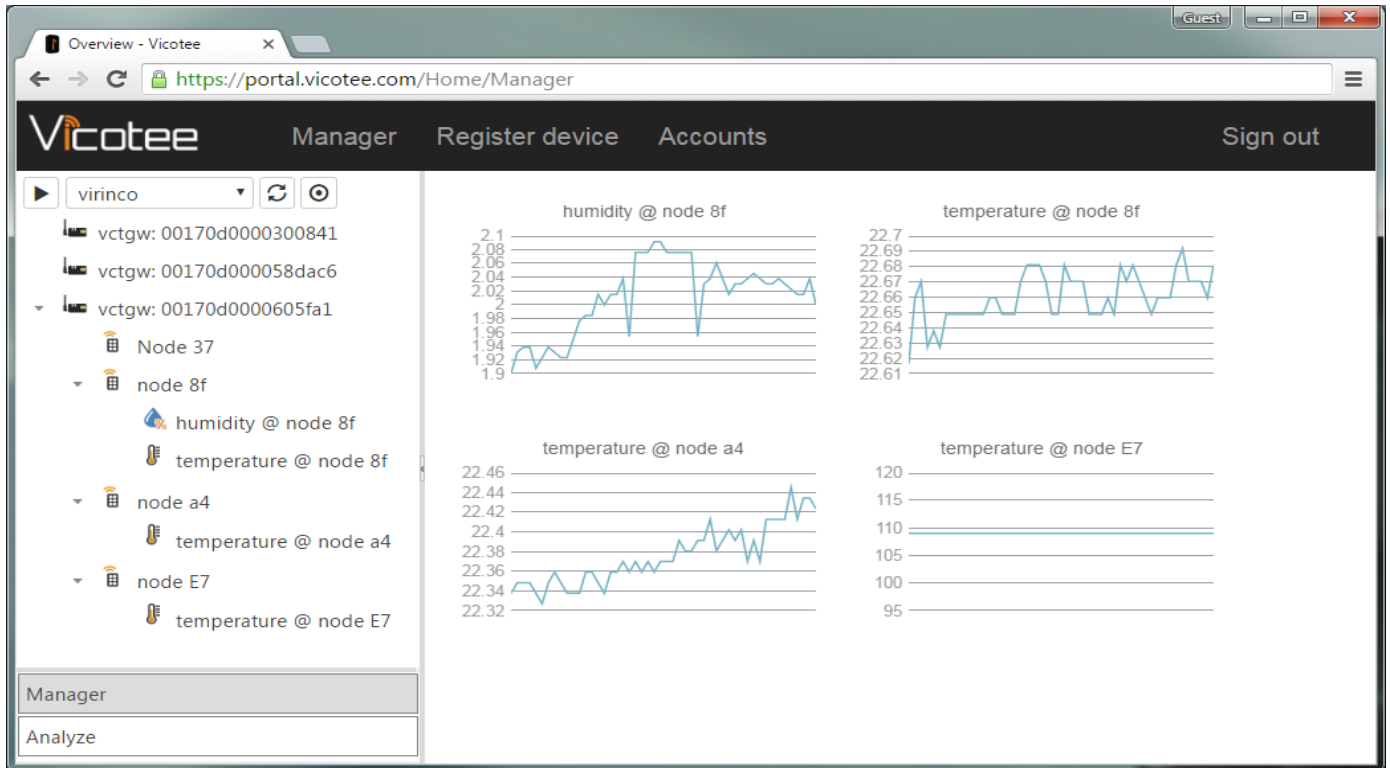 Guest
Overview - Vicotee
https://portal.vicotee.com/Home/Manager
Vicotee Manager Register device Accounts Sign out
virinco
vctgw: 00170d0000300841
vctgw: 00170d000058dac6
vctgw: 00170d0000605fa1
Node 37
node 8f
humidity @ node 8f
temperature @ node 8f
node a4
temperature @ node a4
node E7
temperature @ node E7
Manager
Analyze
humidity @ node 8f
2.1
2.08
2.06
2.04
2.02
2
1.98
1.96
1.94
1.92
1.9
temperature @ node 8f
22.7
22.69
22.68
22.67
22.66
22.65
22.64
22.63
22.62
22.61
temperature @ node a4
22.46
22.44
22.42
22.4
22.38
22.36
22.34
22.32
temperature @ node E7
120
115
110
105
100
95